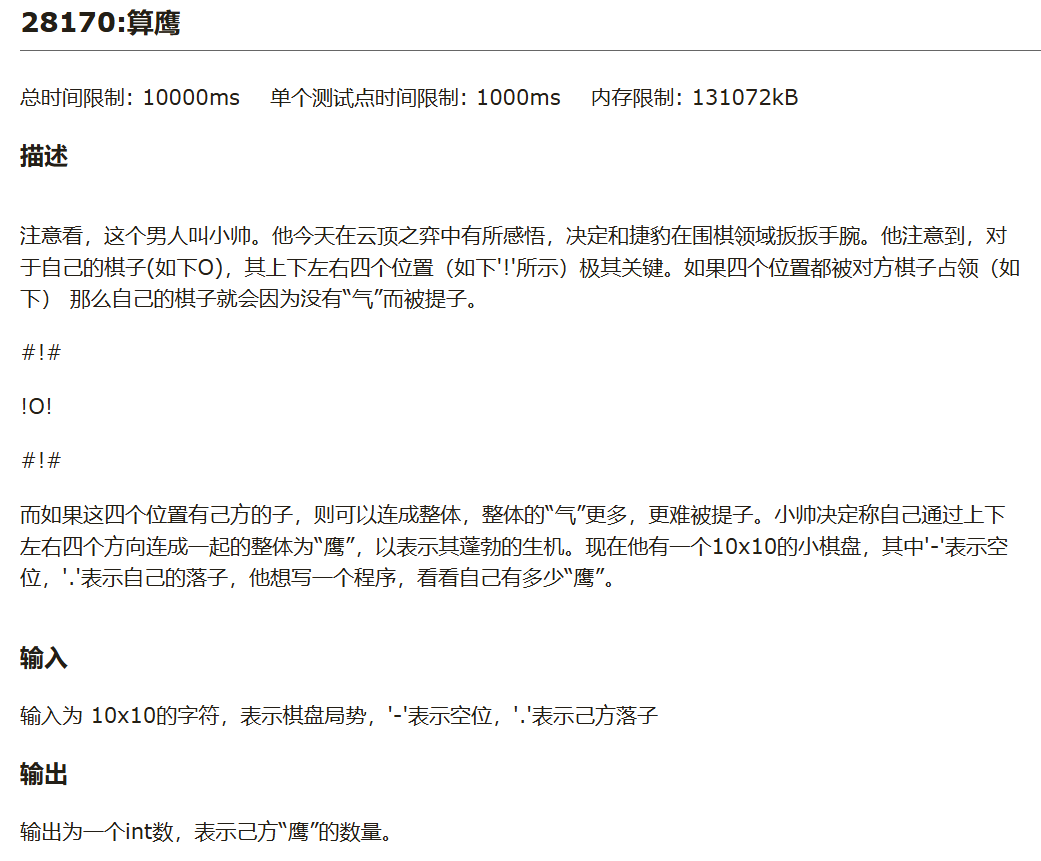 28170:算鹰
总时间限制: 10000ms 单个测试点时间限制: 1000ms 内存限制: 131072kB
描述
注意看，这个男人叫小帅。他今天在云顶之弈中有所感悟，决定和捷豹在围棋领域扳扳手腕。他注意到，对
于自己的棋子(如下O)，其上下左右四个位置（如下'!'所示）极其关键。如果四个位置都被对方棋子占领（如
下） 那么自己的棋子就会因为没有“气”而被提子。
#!#
!O!
#!#
而如果这四个位置有己方的子，则可以连成整体，整体的“气”更多，更难被提子。小帅决定称自己通过上下
左右四个方向连成一起的整体为“鹰”，以表示其蓬勃的生机。现在他有一个10x10的小棋盘，其中'-'表示空
位，'.'表示自己的落子，他想写一个程序，看看自己有多少“鹰”。
输入
输入为 10x10的字符，表示棋盘局势，'-'表示空位，'.'表示己方落子
输出
输出为一个int数，表示己方“鹰”的数量。